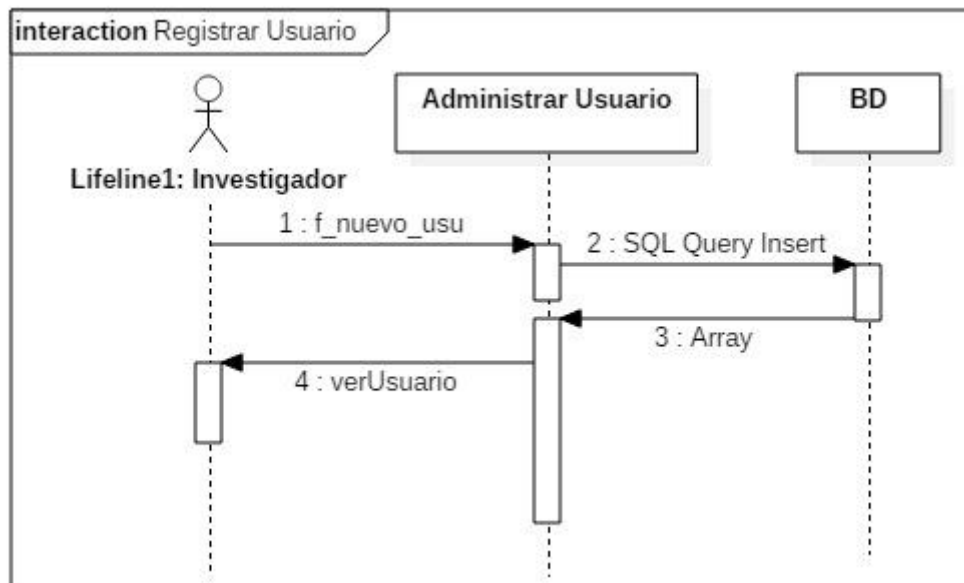 interaction Registrar Usuario
Administrar Usuario
BD
Lifeline1: Investigador
1 : f_nuevo_usu
2 : SQL Query Insert
3 : Array
4 : verUsuario